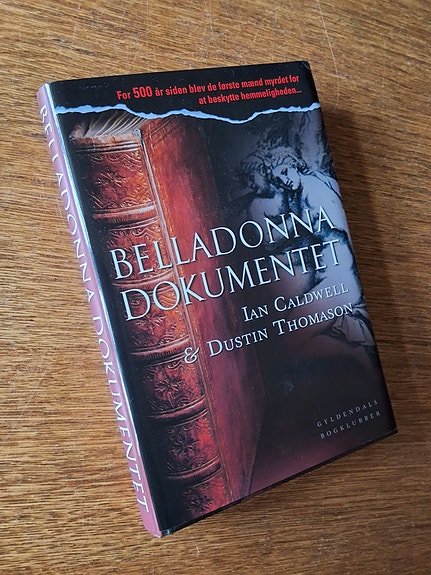 For 500 år siden blev de første mænd myrdet for
at beskytte hemmeligheden...
BELLADONNA
DOKUMENTET
IAN CALDWELL
& DUSTIN THOMASON
GYLDENDALS
BOGKLUBBER
BELLADONNA DOKUMENTET